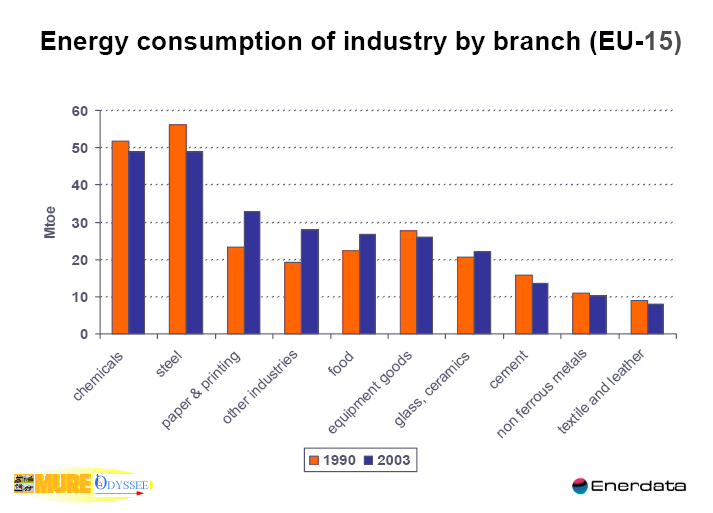 Energy consumption of industry by branch (EU-15)
60
50
40
30
20
10
0
Mtoe
chemicals
steel
paper & printing
other industries
food
equipment goods
glass, ceramics
cement
non ferrous metals
textile and leather
1990 2003
MURE ODYSSEE
Enerdata